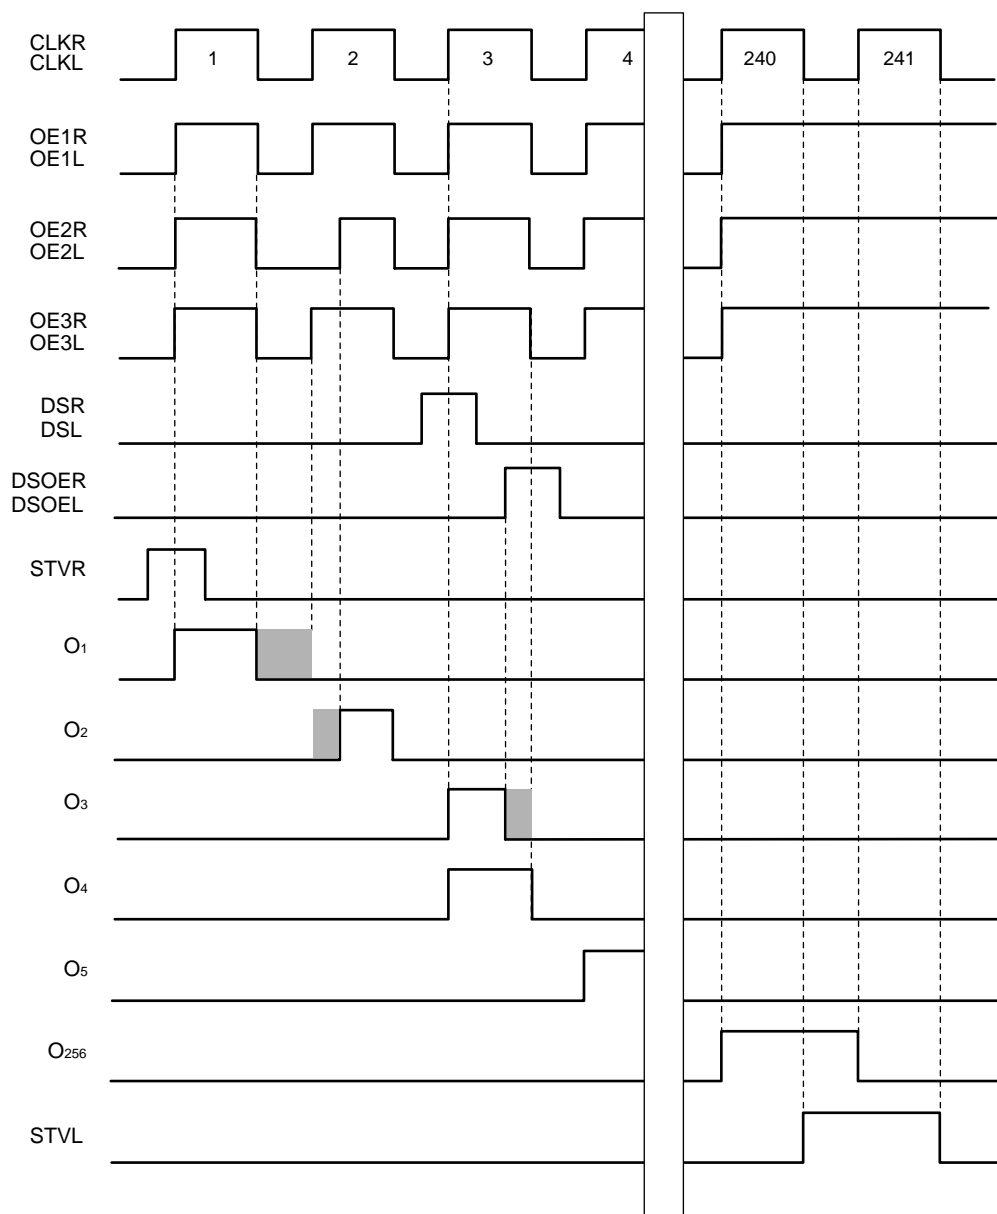 CLKR
CLKL
1 2 3 4 240 241
OE1R
OE1L
OE2R
OE2L
OE3R
OE3L
DSR
DSL
DSOER
DSOEL
STVR
O1
O2
O3
O4
O5
O256
STVL